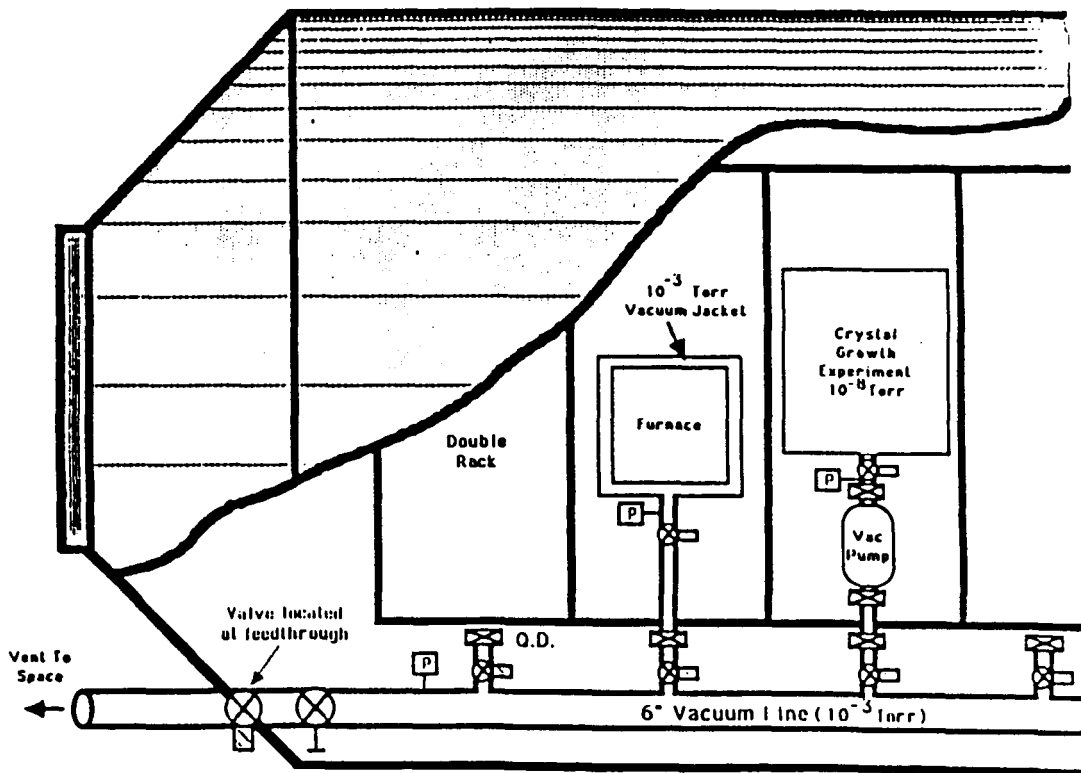 10⁻³ Torr
Vacuum Jacket
Crystal
Growth
Experiment
10⁻⁸ Torr
Furnace
Double
Rack
P
P
Vac
Pump
Valve located
at feedthrough
Q.D.
Vent To
Space
P
6" Vacuum Line (10⁻³ Torr)